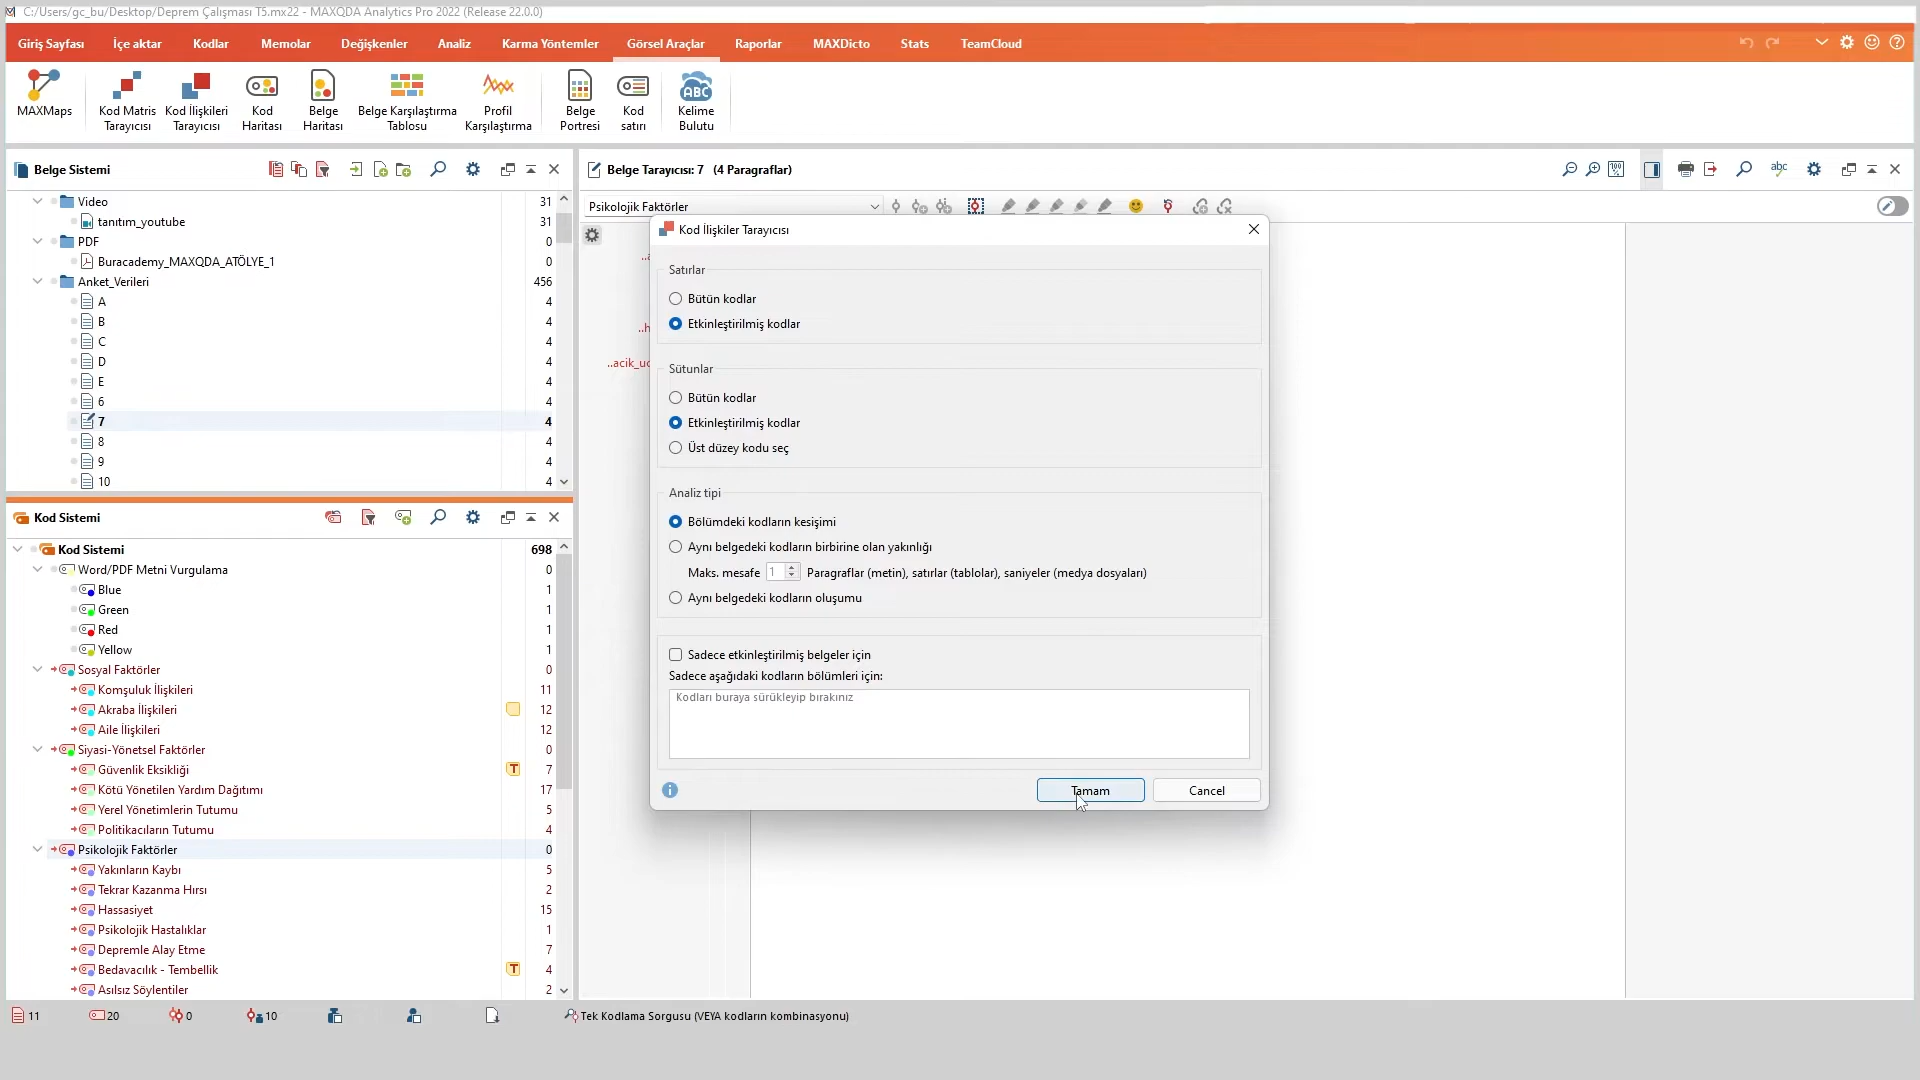 C:/Users/gc_bu/Desktop/Deprem Çalışması T5.mx22 - MAXQDA Analytics Pro 2022 (Release 22.0.0)
Giriş Sayfası İçe aktar Kodlar Memolar Değişkenler Analiz Karma Yöntemler Görsel Araçlar Raporlar MAXDicto Stats TeamCloud
MAXMaps
Kod Matris Tarayıcısı
Kod İlişkileri Tarayıcısı
Kod Haritası
Belge Haritası
Belge Karşılaştırma Tablosu
Profil Karşılaştırma
Belge Portresi
Kod satırı
ABC
Kelime Bulutu
Belge Sistemi
Video 31
tanıtım_youtube 31
PDF 0
Buracademy_MAXQDA_ATÖLYE_1 0
Anket_Verileri 456
A 4
B 4
C 4
D 4
E 4
6 4
7 4
8 4
9 4
10 4
Kod Sistemi
Kod Sistemi 698
Word/PDF Metni Vurgulama 0
Blue 1
Green 1
Red 1
Yellow 1
Sosyal Faktörler 0
Komşuluk İlişkileri 11
Akraba İlişkileri 12
Aile İlişkileri 12
Siyasi-Yönetsel Faktörler 0
Güvenlik Eksikliği T 7
Kötü Yönetilen Yardım Dağıtımı 17
Yerel Yönetimlerin Tutumu 5
Politikacıların Tutumu 4
Psikolojik Faktörler 0
Yakınların Kaybı 5
Tekrar Kazanma Hırsı 2
Hassasiyet 15
Psikolojik Hastalıklar 1
Depremle Alay Etme 7
Bedavacılık - Tembellik T 4
Asılsız Söylentiler 2
Belge Tarayıcısı: 7 (4 Paragraflar)
abc
Psikolojik Faktörler
..a
..h
..acik_uc
Kod İlişkiler Tarayıcısı
Satırlar
Bütün kodlar
Etkinleştirilmiş kodlar
Sütunlar
Bütün kodlar
Etkinleştirilmiş kodlar
Üst düzey kodu seç
Analiz tipi
Bölümdeki kodların kesişimi
Aynı belgedeki kodların birbirine olan yakınlığı
Maks. mesafe 1 Paragraflar (metin), satırlar (tablolar), saniyeler (medya dosyaları)
Aynı belgedeki kodların oluşumu
Sadece etkinleştirilmiş belgeler için
Sadece aşağıdaki kodların bölümleri için:
Kodları buraya sürükleyip bırakınız
Tamam Cancel
11 20 0 10 Tek Kodlama Sorgusu (VEYA kodların kombinasyonu)